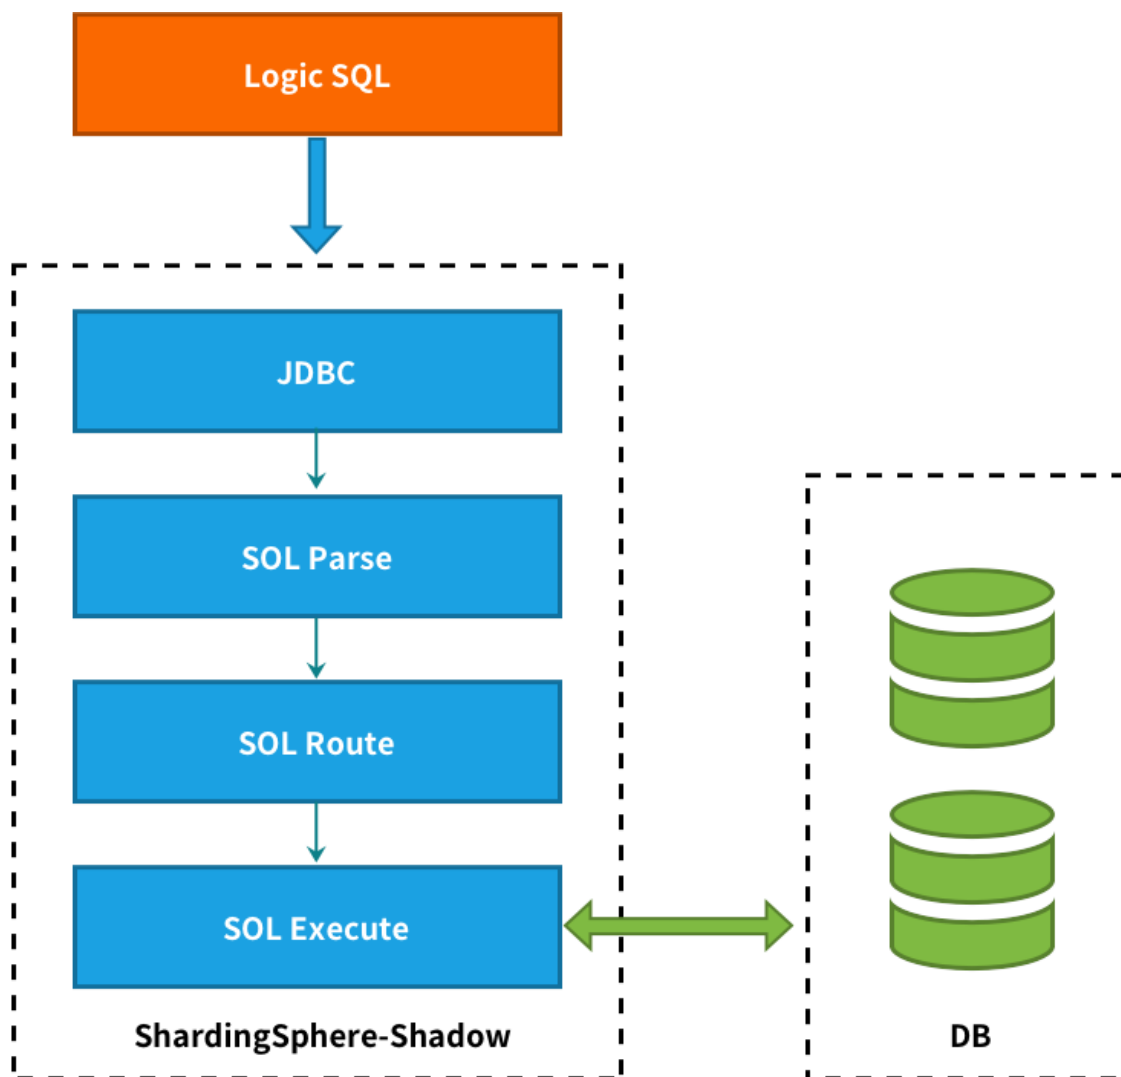 Logic SQL
JDBC
SOL Parse
SOL Route
SOL Execute
ShardingSphere-Shadow
DB